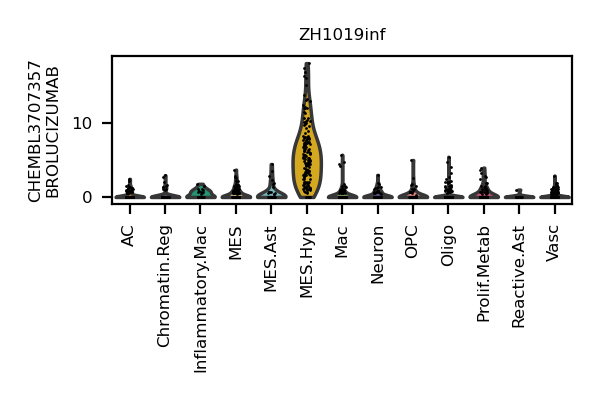 ZH1019inf
CHEMBL3707357
BROLUCIZUMAB
10
0
AC
Chromatin.Reg
Inflammatory.Mac
MES
MES.Ast
MES.Hyp
Mac
Neuron
OPC
Oligo
Prolif.Metab
Reactive.Ast
Vasc